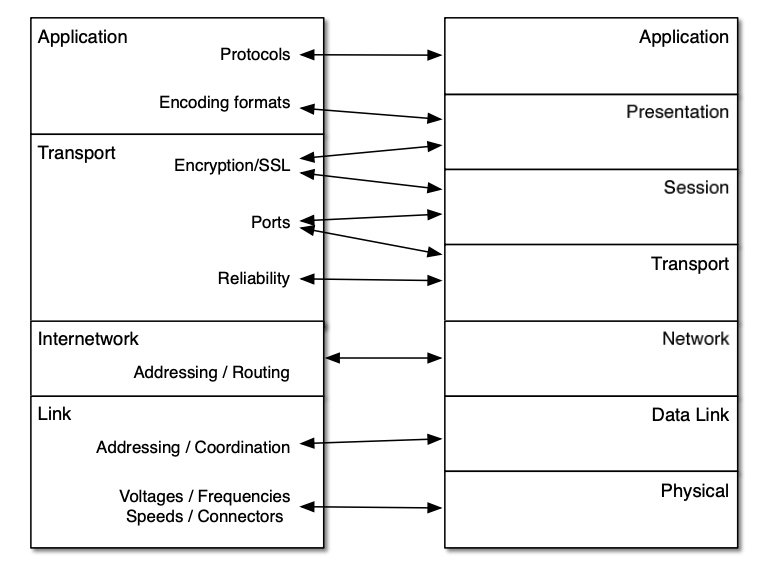 Application
Protocols
Encoding formats
Transport
Encryption/SSL
Ports
Reliability
Internetwork
Addressing / Routing
Link
Addressing / Coordination
Voltages / Frequencies
Speeds / Connectors
Application
Presentation
Session
Transport
Network
Data Link
Physical